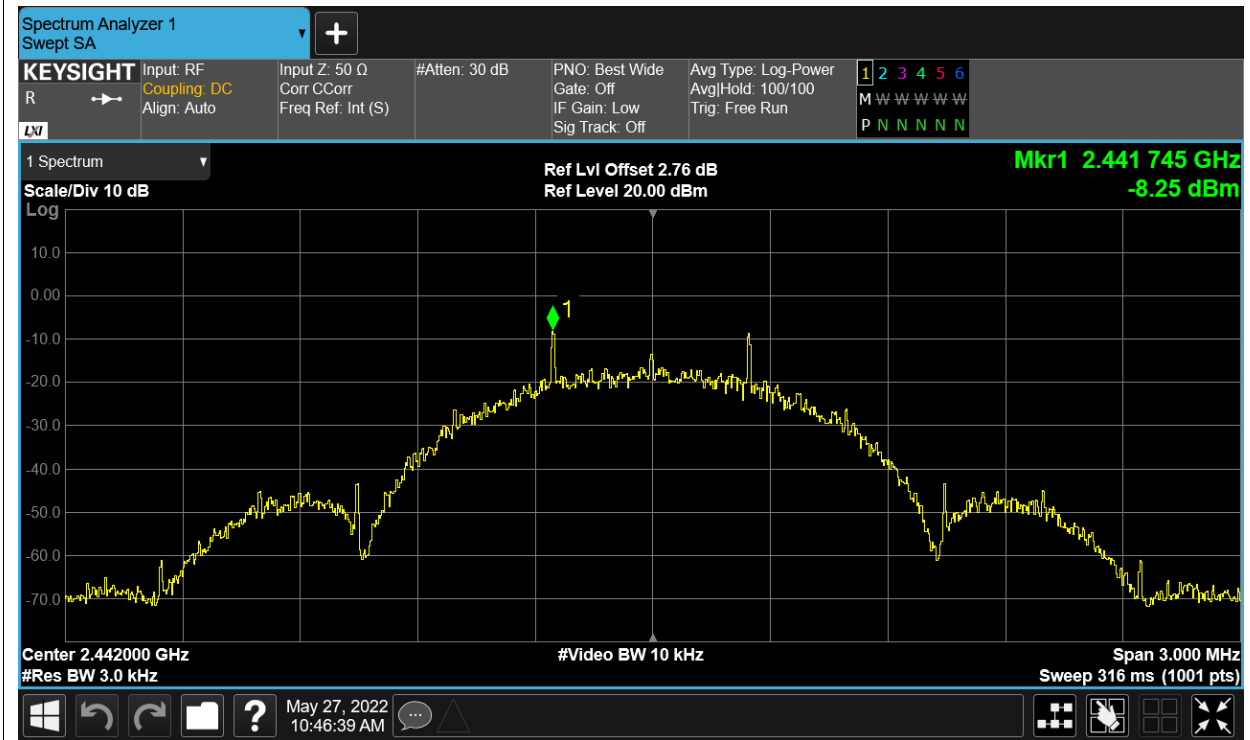 Spectrum Analyzer 1
Swept SA
+
KEYSIGHT Input: RF Input Z: 50 Ω #Atten: 30 dB PNO: Best Wide Avg Type: Log-Power 1 2 3 4 5 6
R Coupling: DC Corr CCorr Gate: Off Avg|Hold: 100/100 M W W W W W W
Align: Auto Freq Ref: Int (S) IF Gain: Low Trig: Free Run P N N N N N N
LXI Sig Track: Off
1 Spectrum Ref Lvl Offset 2.76 dB Mkr1 2.441 745 GHz
Scale/Div 10 dB Ref Level 20.00 dBm -8.25 dBm
Log
10.0
0.00
1
-10.0
-20.0
-30.0
-40.0
-50.0
-60.0
-70.0
Center 2.442000 GHz #Video BW 10 kHz Span 3.000 MHz
#Res BW 3.0 kHz Sweep 316 ms (1001 pts)
? May 27, 2022
10:46:39 AM